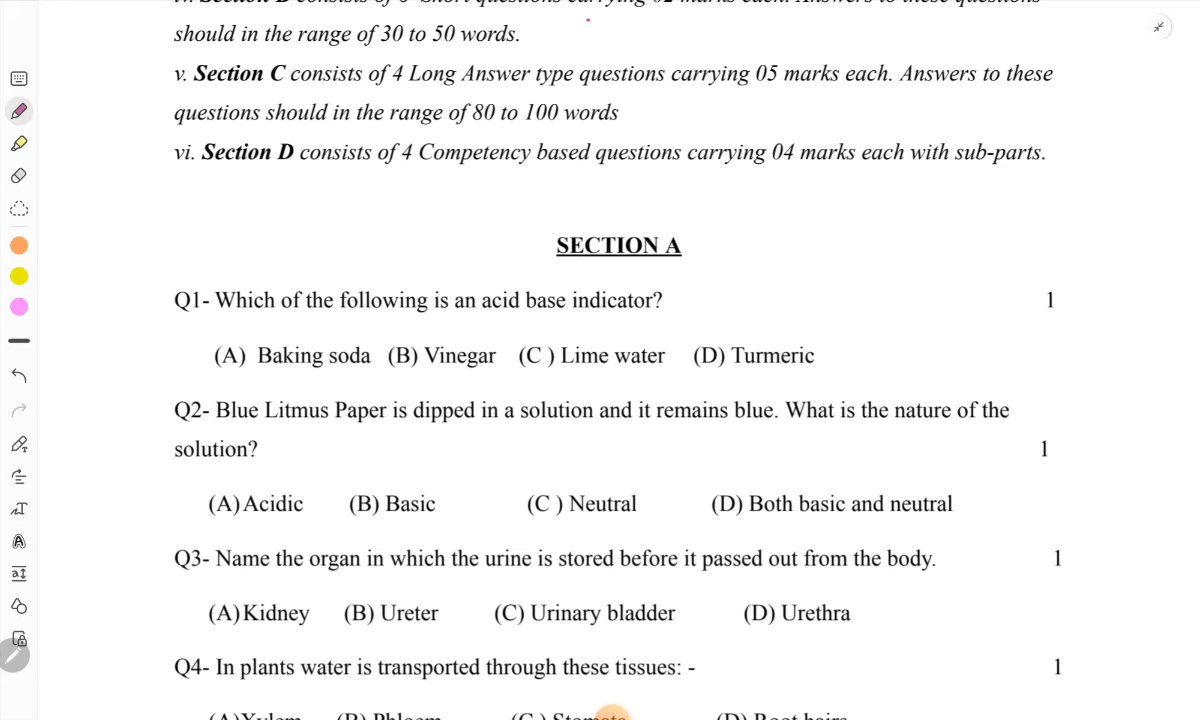 should in the range of 30 to 50 words.
v. Section C consists of 4 Long Answer type questions carrying 05 marks each. Answers to these
questions should in the range of 80 to 100 words
vi. Section D consists of 4 Competency based questions carrying 04 marks each with sub-parts.
SECTION A
Q1- Which of the following is an acid base indicator? 1
(A) Baking soda (B) Vinegar (C ) Lime water (D) Turmeric
Q2- Blue Litmus Paper is dipped in a solution and it remains blue. What is the nature of the
solution? 1
(A) Acidic (B) Basic (C ) Neutral (D) Both basic and neutral
Q3- Name the organ in which the urine is stored before it passed out from the body. 1
(A) Kidney (B) Ureter (C) Urinary bladder (D) Urethra
Q4- In plants water is transported through these tissues: - 1
(A) Xylem (B) Phloem (C ) Stomata (D) Root hairs